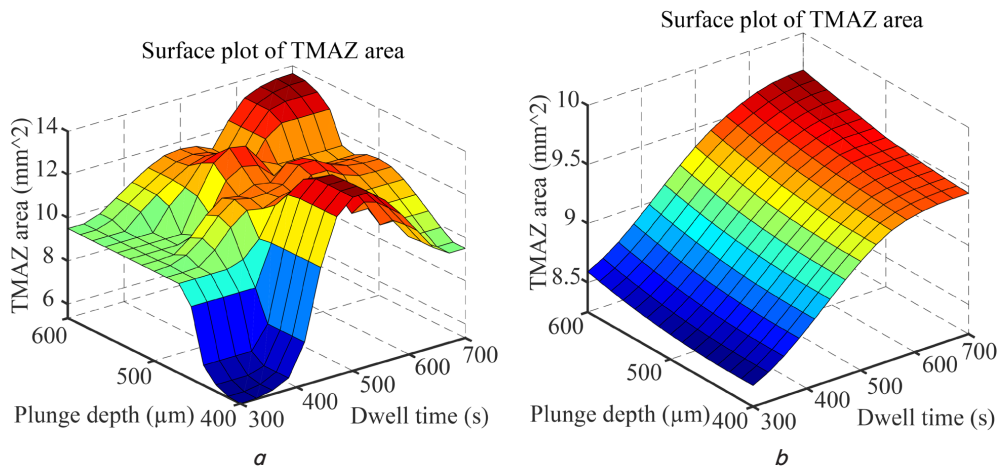 Surface plot of TMAZ area
TMAZ area (mm^2)
14
12
10
8
6
600
500
400
Plunge depth (µm)
300
400
500
600
700
Dwell time (s)
a
Surface plot of TMAZ area
TMAZ area (mm^2)
10
9.5
9
8.5
600
500
400
Plunge depth (µm)
300
400
500
600
700
Dwell time (s)
b